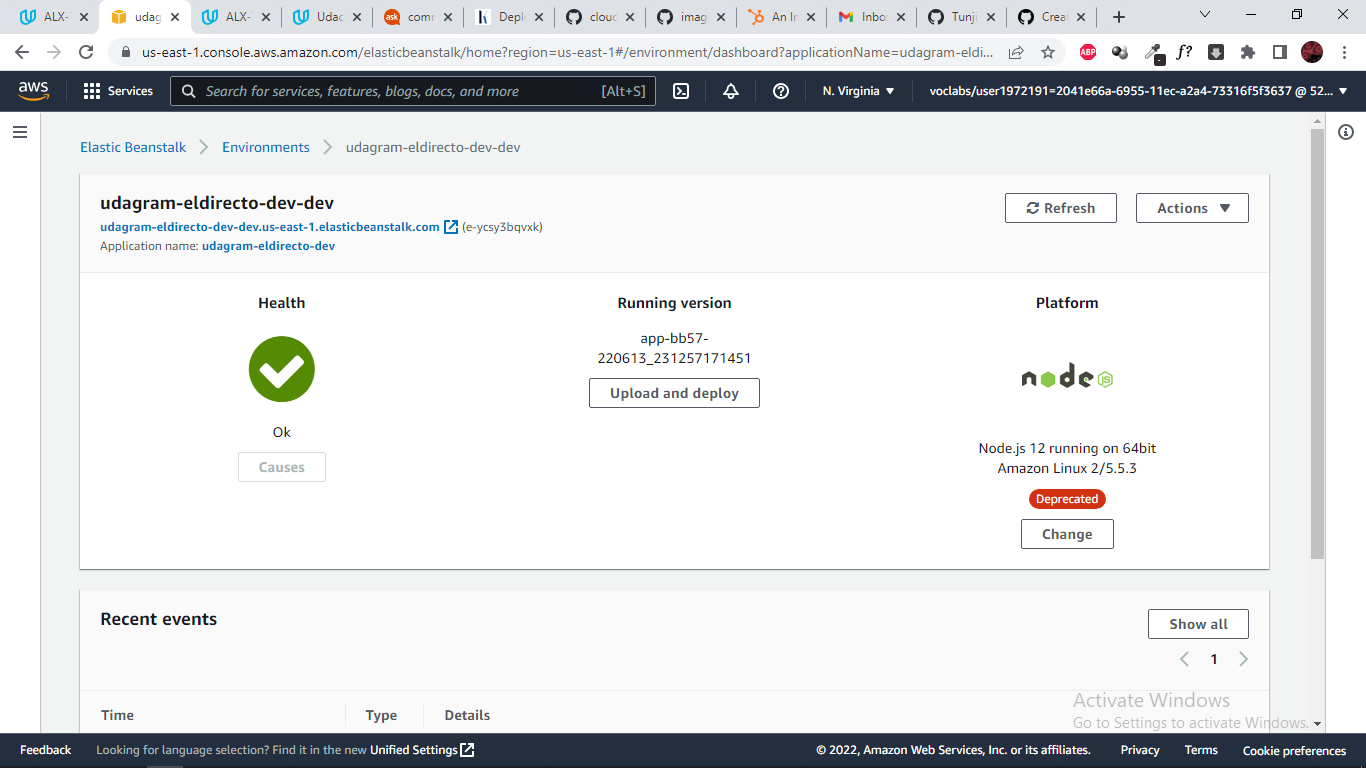 ALX-
udag
ALX-
Udac
ask comm
Depl
cloud
imag
An In
Inbo
Tunji
Creat
us-east-1.console.aws.amazon.com/elasticbeanstalk/home?region=us-east-1#/environment/dashboard?applicationName=udagram-eldi...
ABP
f?
aws
Services
Search for services, features, blogs, docs, and more
[Alt+S]
N. Virginia
voclabs/user1972191=2041e66a-6955-11ec-a2a4-73316f5f3637 @ 52...
Elastic Beanstalk
Environments
udagram-eldirecto-dev-dev
udagram-eldirecto-dev-dev
udagram-eldirecto-dev-dev.us-east-1.elasticbeanstalk.com (e-ycsy3bqvxk)
Application name: udagram-eldirecto-dev
Refresh
Actions
Health
Ok
Causes
Running version
app-bb57-
220613_231257171451
Upload and deploy
Platform
node JS
Node.js 12 running on 64bit
Amazon Linux 2/5.5.3
Deprecated
Change
Recent events
Show all
1
Time
Type
Details
Activate Windows
Go to Settings to activate Windows.
Feedback
Looking for language selection? Find it in the new Unified Settings
© 2022, Amazon Web Services, Inc. or its affiliates.
Privacy
Terms
Cookie preferences